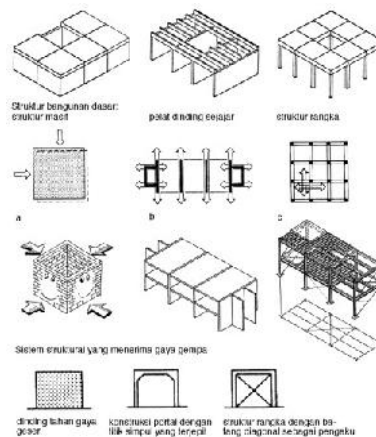 Struktur bangunan dasar:
struktur masif
pelat dinding sejajar
struktur rangka
a
b
c
Sistem struktural yang menerima gaya gempa
dinding tahan gaya
geser
konstruksi portal dengan
titik simpul yang terjepit
struktur rangka dengan ba-
tang diagonal sebagai pengaku